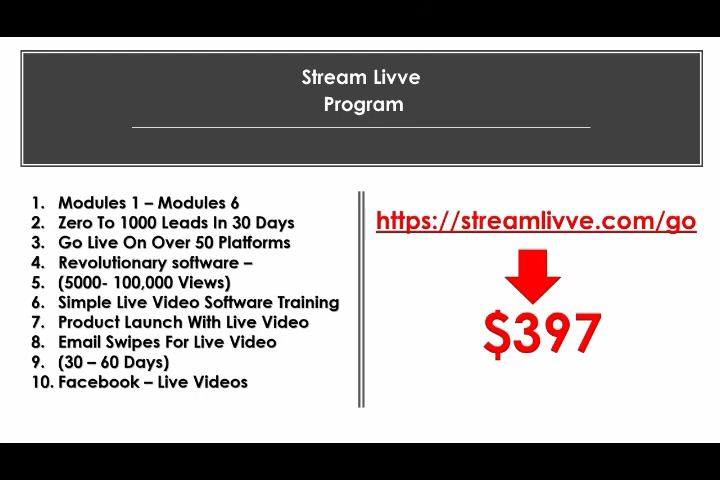 Stream Livve
Program
1. Modules 1 – Modules 6
2. Zero To 1000 Leads In 30 Days
3. Go Live On Over 50 Platforms
4. Revolutionary software –
5. (5000- 100,000 Views)
6. Simple Live Video Software Training
7. Product Launch With Live Video
8. Email Swipes For Live Video
9. (30 – 60 Days)
10. Facebook – Live Videos
https://streamlivve.com/go
$397